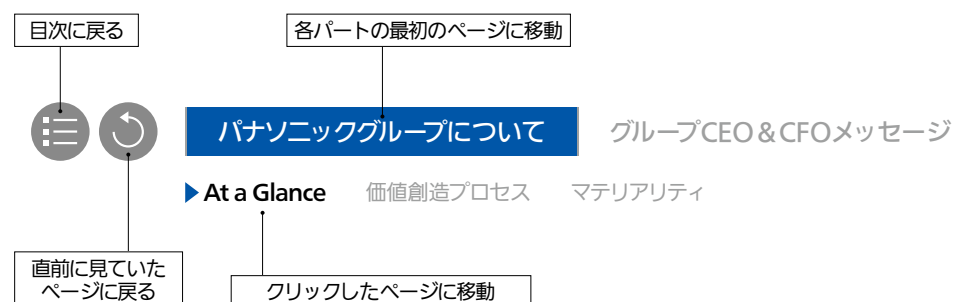 目次に戻る
各パートの最初のページに移動
パナソニックグループについて
グループCEO&CFOメッセージ
At a Glance
価値創造プロセス
マテリアリティ
直前に見ていた
ページに戻る
クリックしたページに移動